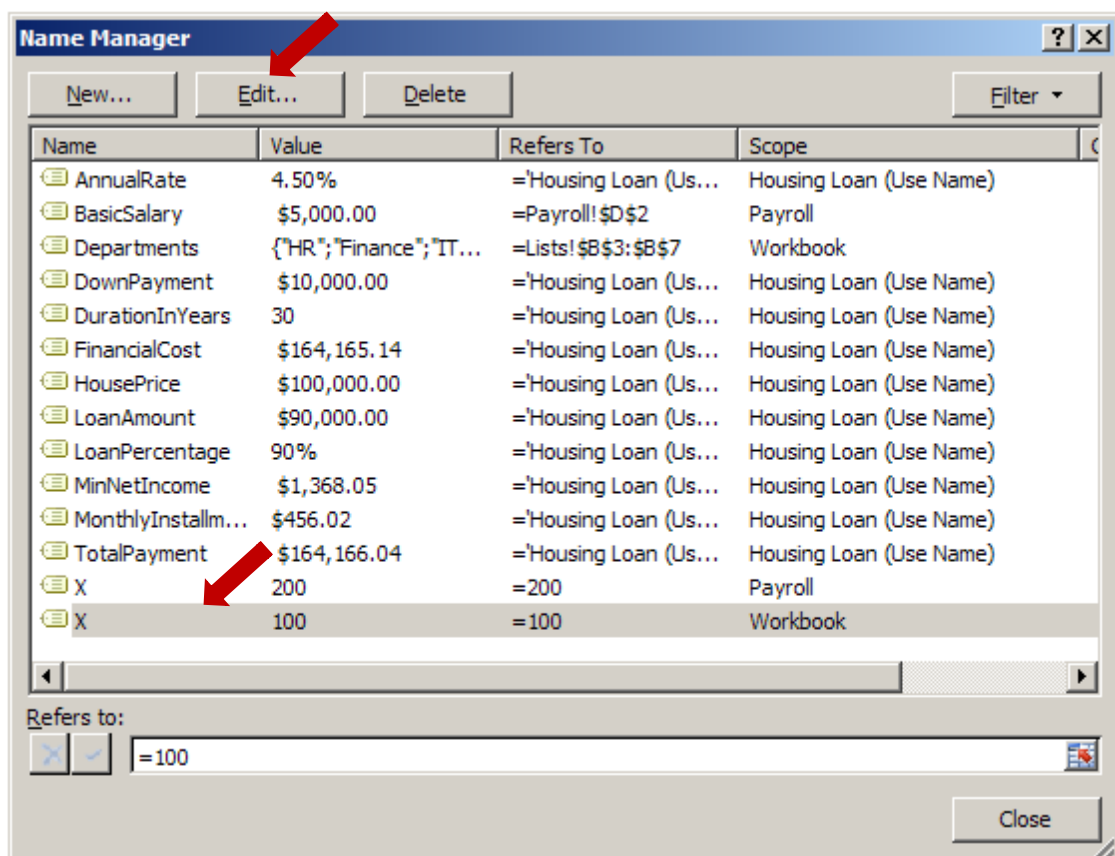 Name Manager
New... Edit... Delete Filter
Name Value Refers To Scope
AnnualRate 4.50% ='Housing Loan (Us... Housing Loan (Use Name)
BasicSalary $5,000.00 =Payroll!$D$2 Payroll
Departments {"HR";"Finance";"IT... =Lists!$B$3:$B$7 Workbook
DownPayment $10,000.00 ='Housing Loan (Us... Housing Loan (Use Name)
DurationInYears 30 ='Housing Loan (Us... Housing Loan (Use Name)
FinancialCost $164,165.14 ='Housing Loan (Us... Housing Loan (Use Name)
HousePrice $100,000.00 ='Housing Loan (Us... Housing Loan (Use Name)
LoanAmount $90,000.00 ='Housing Loan (Us... Housing Loan (Use Name)
LoanPercentage 90% ='Housing Loan (Us... Housing Loan (Use Name)
MinNetIncome $1,368.05 ='Housing Loan (Us... Housing Loan (Use Name)
MonthlyInstallm... $456.02 ='Housing Loan (Us... Housing Loan (Use Name)
TotalPayment $164,166.04 ='Housing Loan (Us... Housing Loan (Use Name)
X 200 =200 Payroll
X 100 =100 Workbook
Refers to:
=100
Close